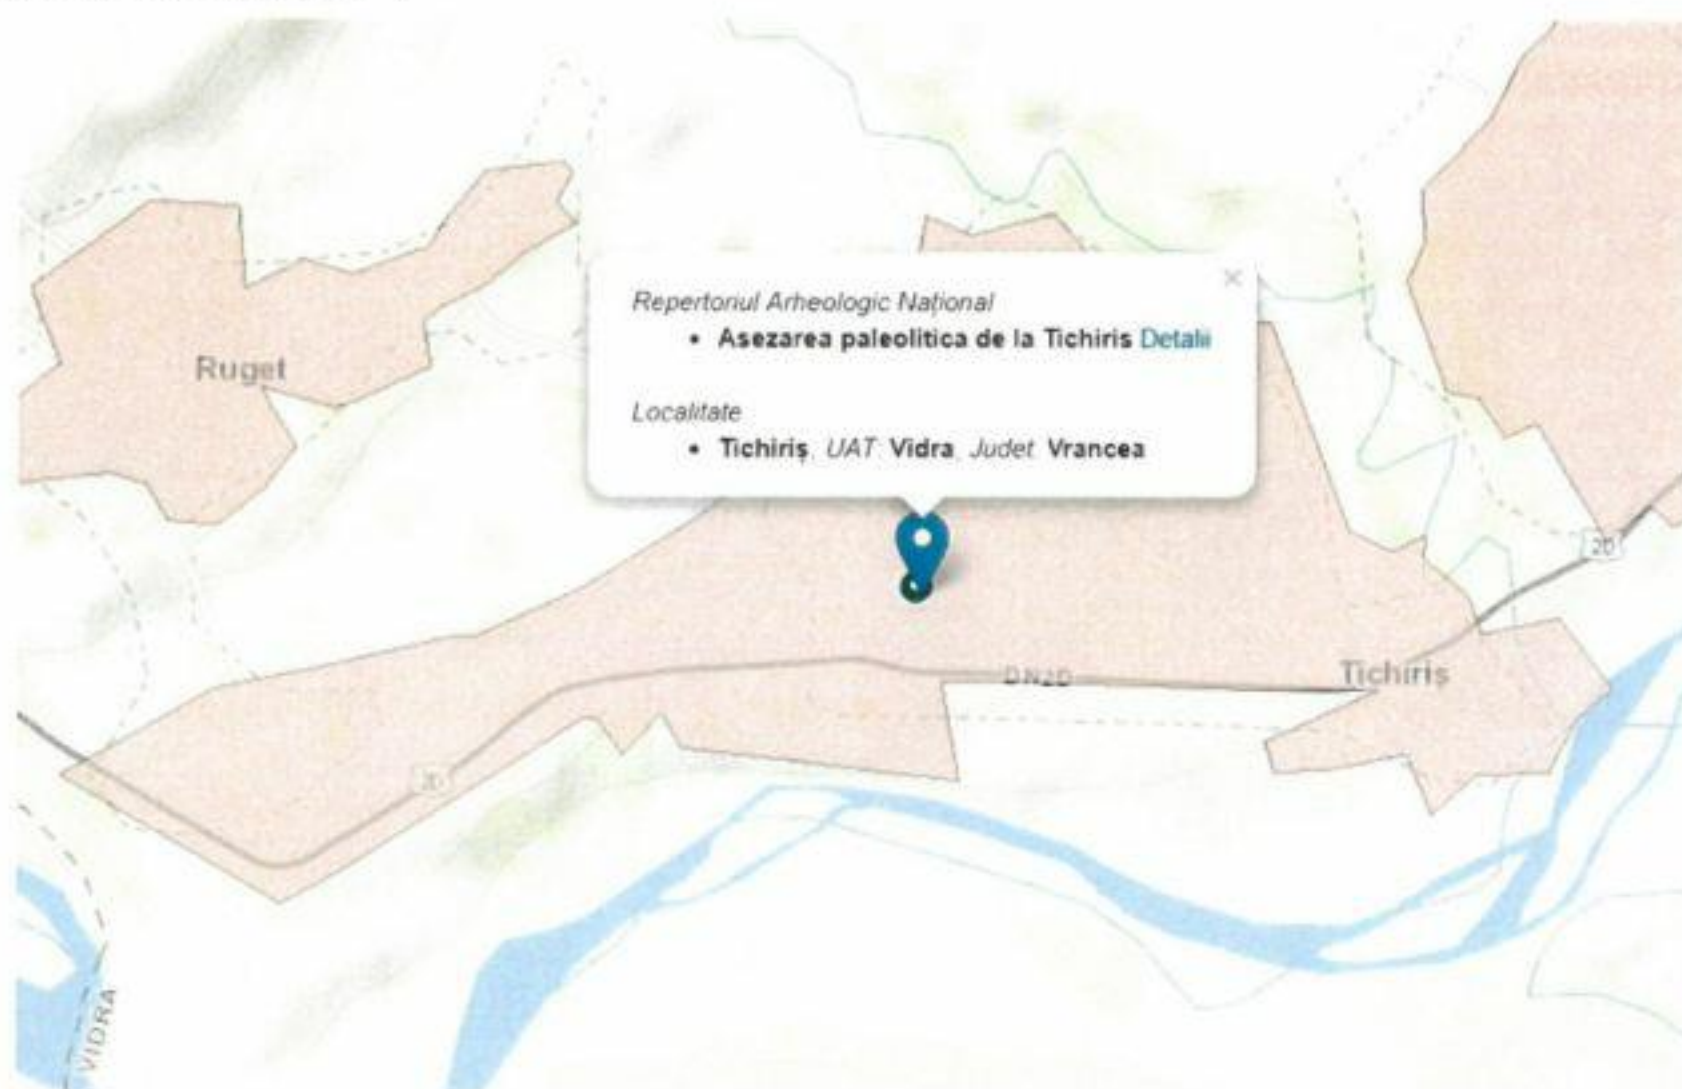 Repertoriul Arheologic Național
• Asezarea paleolitica de la Tichiris Detalii
Ruget
Localitate
• Tichiriș, UAT Vidra, Judet Vrancea
20
DN2D
Tichiriș
VIDRA